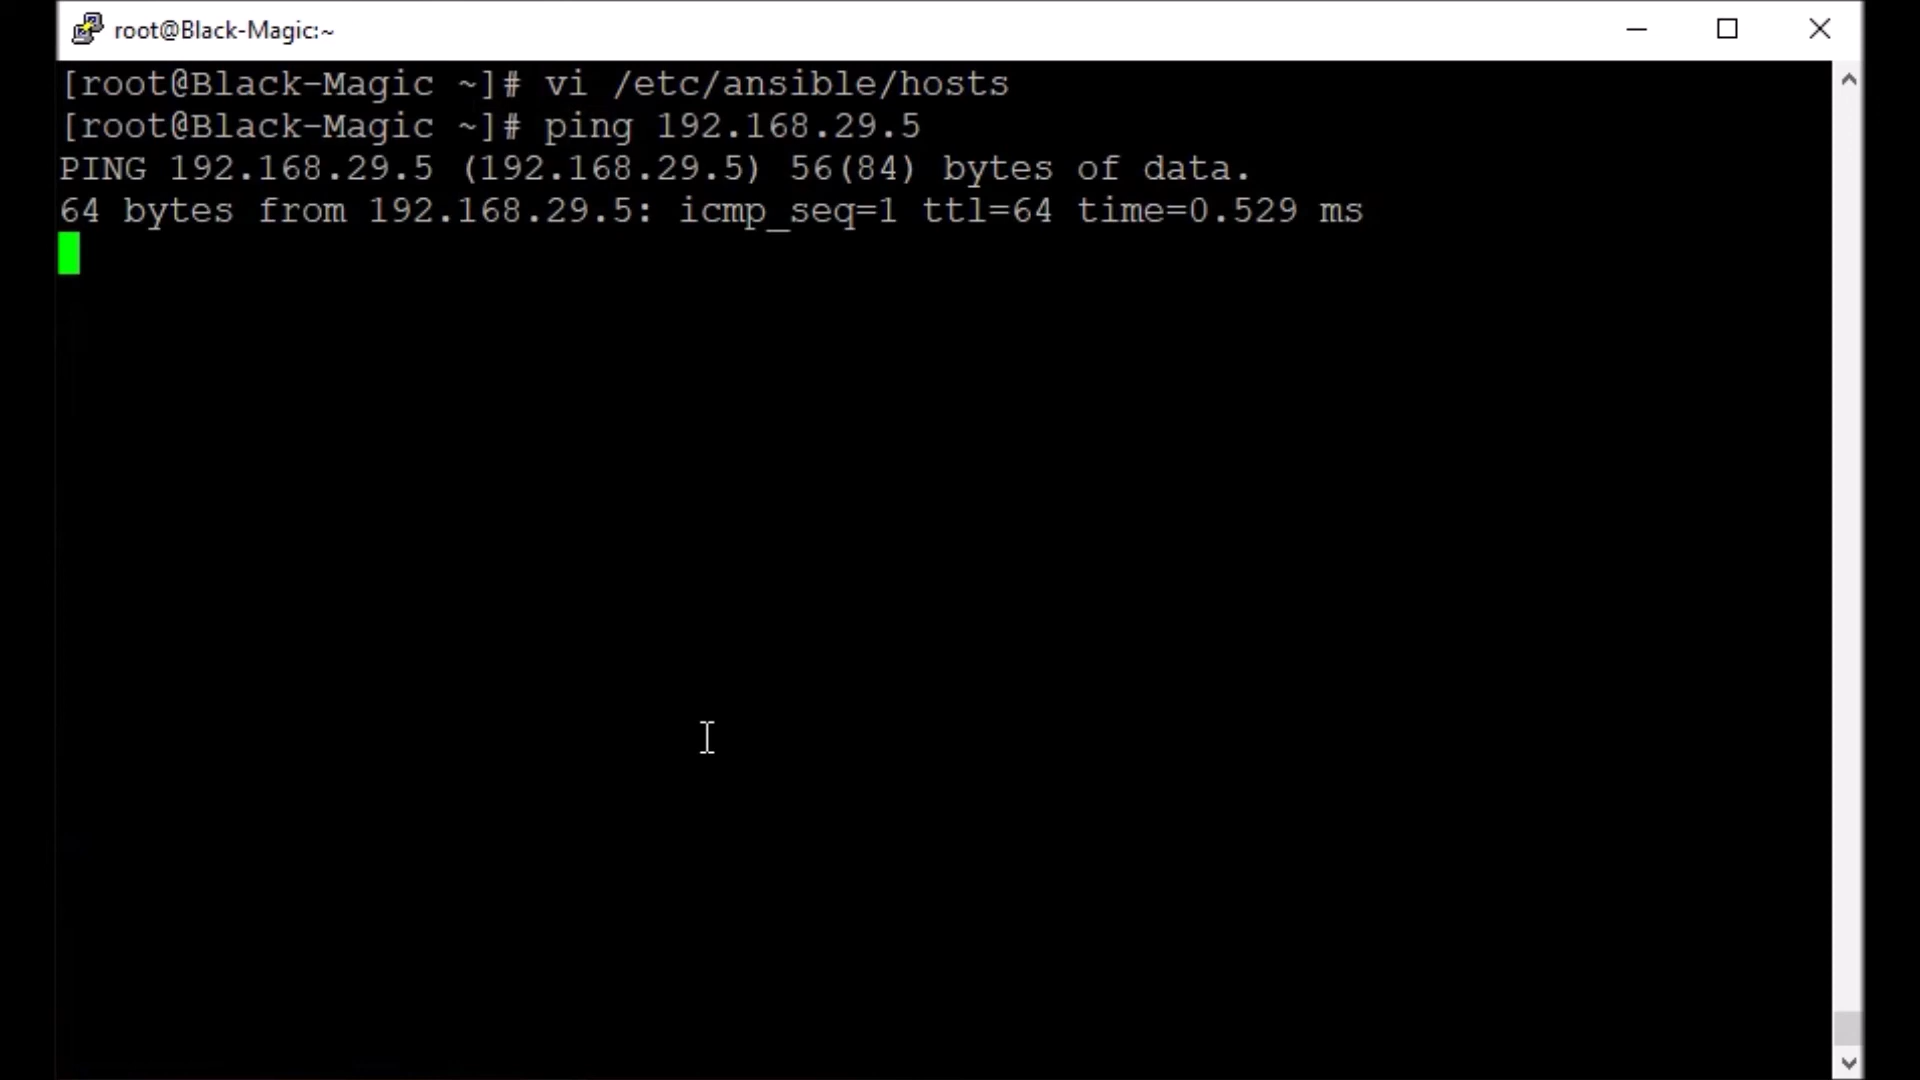 root@Black-Magic:~
[root@Black-Magic ~]# vi /etc/ansible/hosts
[root@Black-Magic ~]# ping 192.168.29.5
PING 192.168.29.5 (192.168.29.5) 56(84) bytes of data.
64 bytes from 192.168.29.5: icmp_seq=1 ttl=64 time=0.529 ms